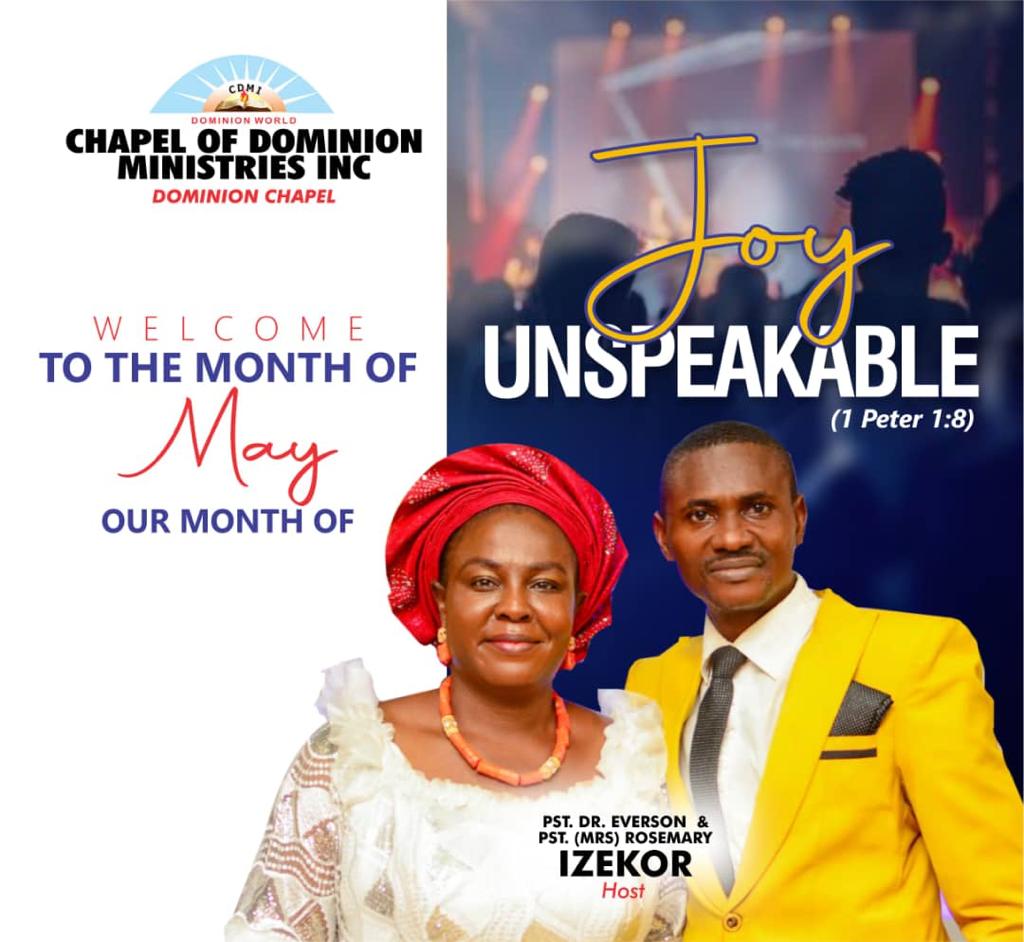 CDMI
DOMINION WORLD
CHAPEL OF DOMINION
MINISTRIES INC
DOMINION CHAPEL
WELCOME
TO THE MONTH OF
May
OUR MONTH OF
Joy
UNSPEAKABLE
(1 Peter 1:8)
PST. DR. EVERSON &
PST. (MRS) ROSEMARY
IZEKOR
Host